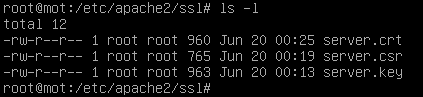 root@mot:/etc/apache2/ssl# ls -l
total 12
-rw-r--r-- 1 root root 960 Jun 20 00:25 server.crt
-rw-r--r-- 1 root root 765 Jun 20 00:19 server.csr
-rw-r--r-- 1 root root 963 Jun 20 00:13 server.key
root@mot:/etc/apache2/ssl#